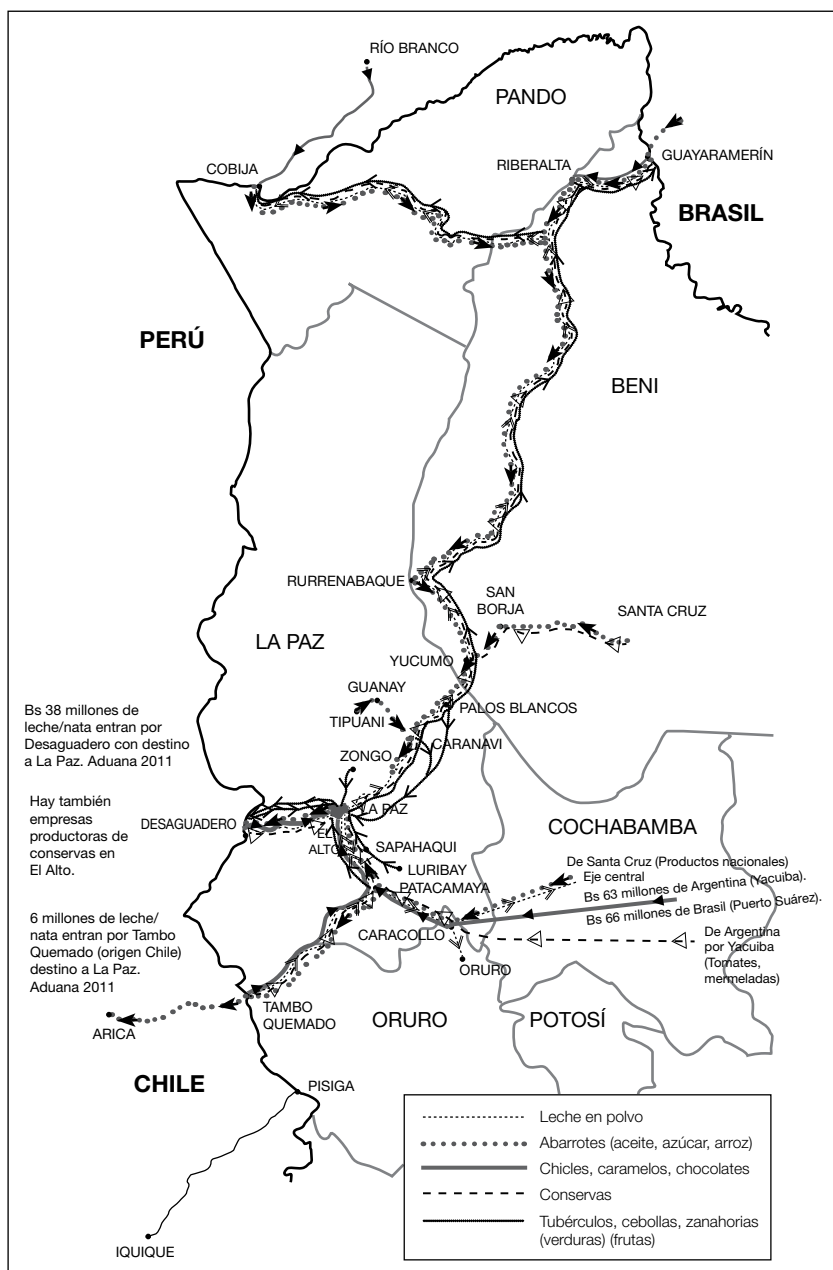 RÍO BRANCO
PANDO
COBIJA
RIBERALTA
GUAYARAMERÍN
BRASIL
PERÚ
BENI
RURRENABAQUE
SAN
BORJA
SANTA CRUZ
LA PAZ
YUCUMO
GUANAY
PALOS BLANCOS
TIPUANI
CARANAVI
ZONGO
Bs 38 millones de
leche/nata entran por
Desaguadero con destino
a La Paz. Aduana 2011
Hay también
empresas
productoras de
conservas en
El Alto.
DESAGUADERO
LA PAZ
EL
ALTO
SAPAHAQUI
LURIBAY
PATACAMAYA
COCHABAMBA
De Santa Cruz (Productos nacionales)
Eje central
Bs 63 millones de Argentina (Yacuiba).
Bs 66 millones de Brasil (Puerto Suárez).
De Argentina
por Yacuiba
(Tomates,
mermeladas)
6 millones de leche/
nata entran por Tambo
Quemado (origen Chile)
destino a La Paz.
Aduana 2011
CARACOLLO
ORURO
TAMBO
QUEMADO
ARICA
ORURO
POTOSÍ
CHILE
PISIGA
IQUIQUE
Leche en polvo
Abarrotes (aceite, azúcar, arroz)
Chicles, caramelos, chocolates
Conservas
Tubérculos, cebollas, zanahorias
(verduras) (frutas)